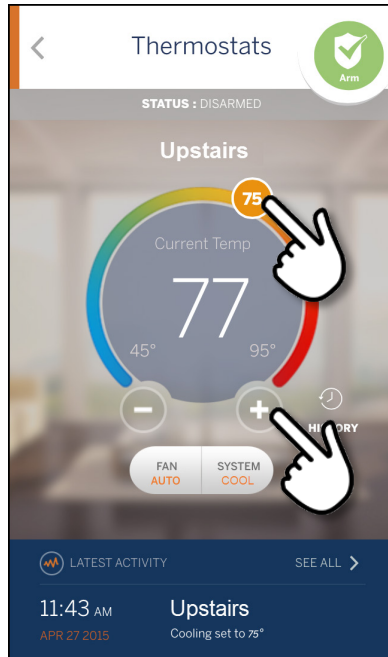 Thermostats
Arm
STATUS : DISARMED
Upstairs
75
Current Temp
77
45° 95°
HISTORY
FAN SYSTEM
AUTO COOL
LATEST ACTIVITY SEE ALL
11:43 AM Upstairs
APR 27 2015 Cooling set to 75°